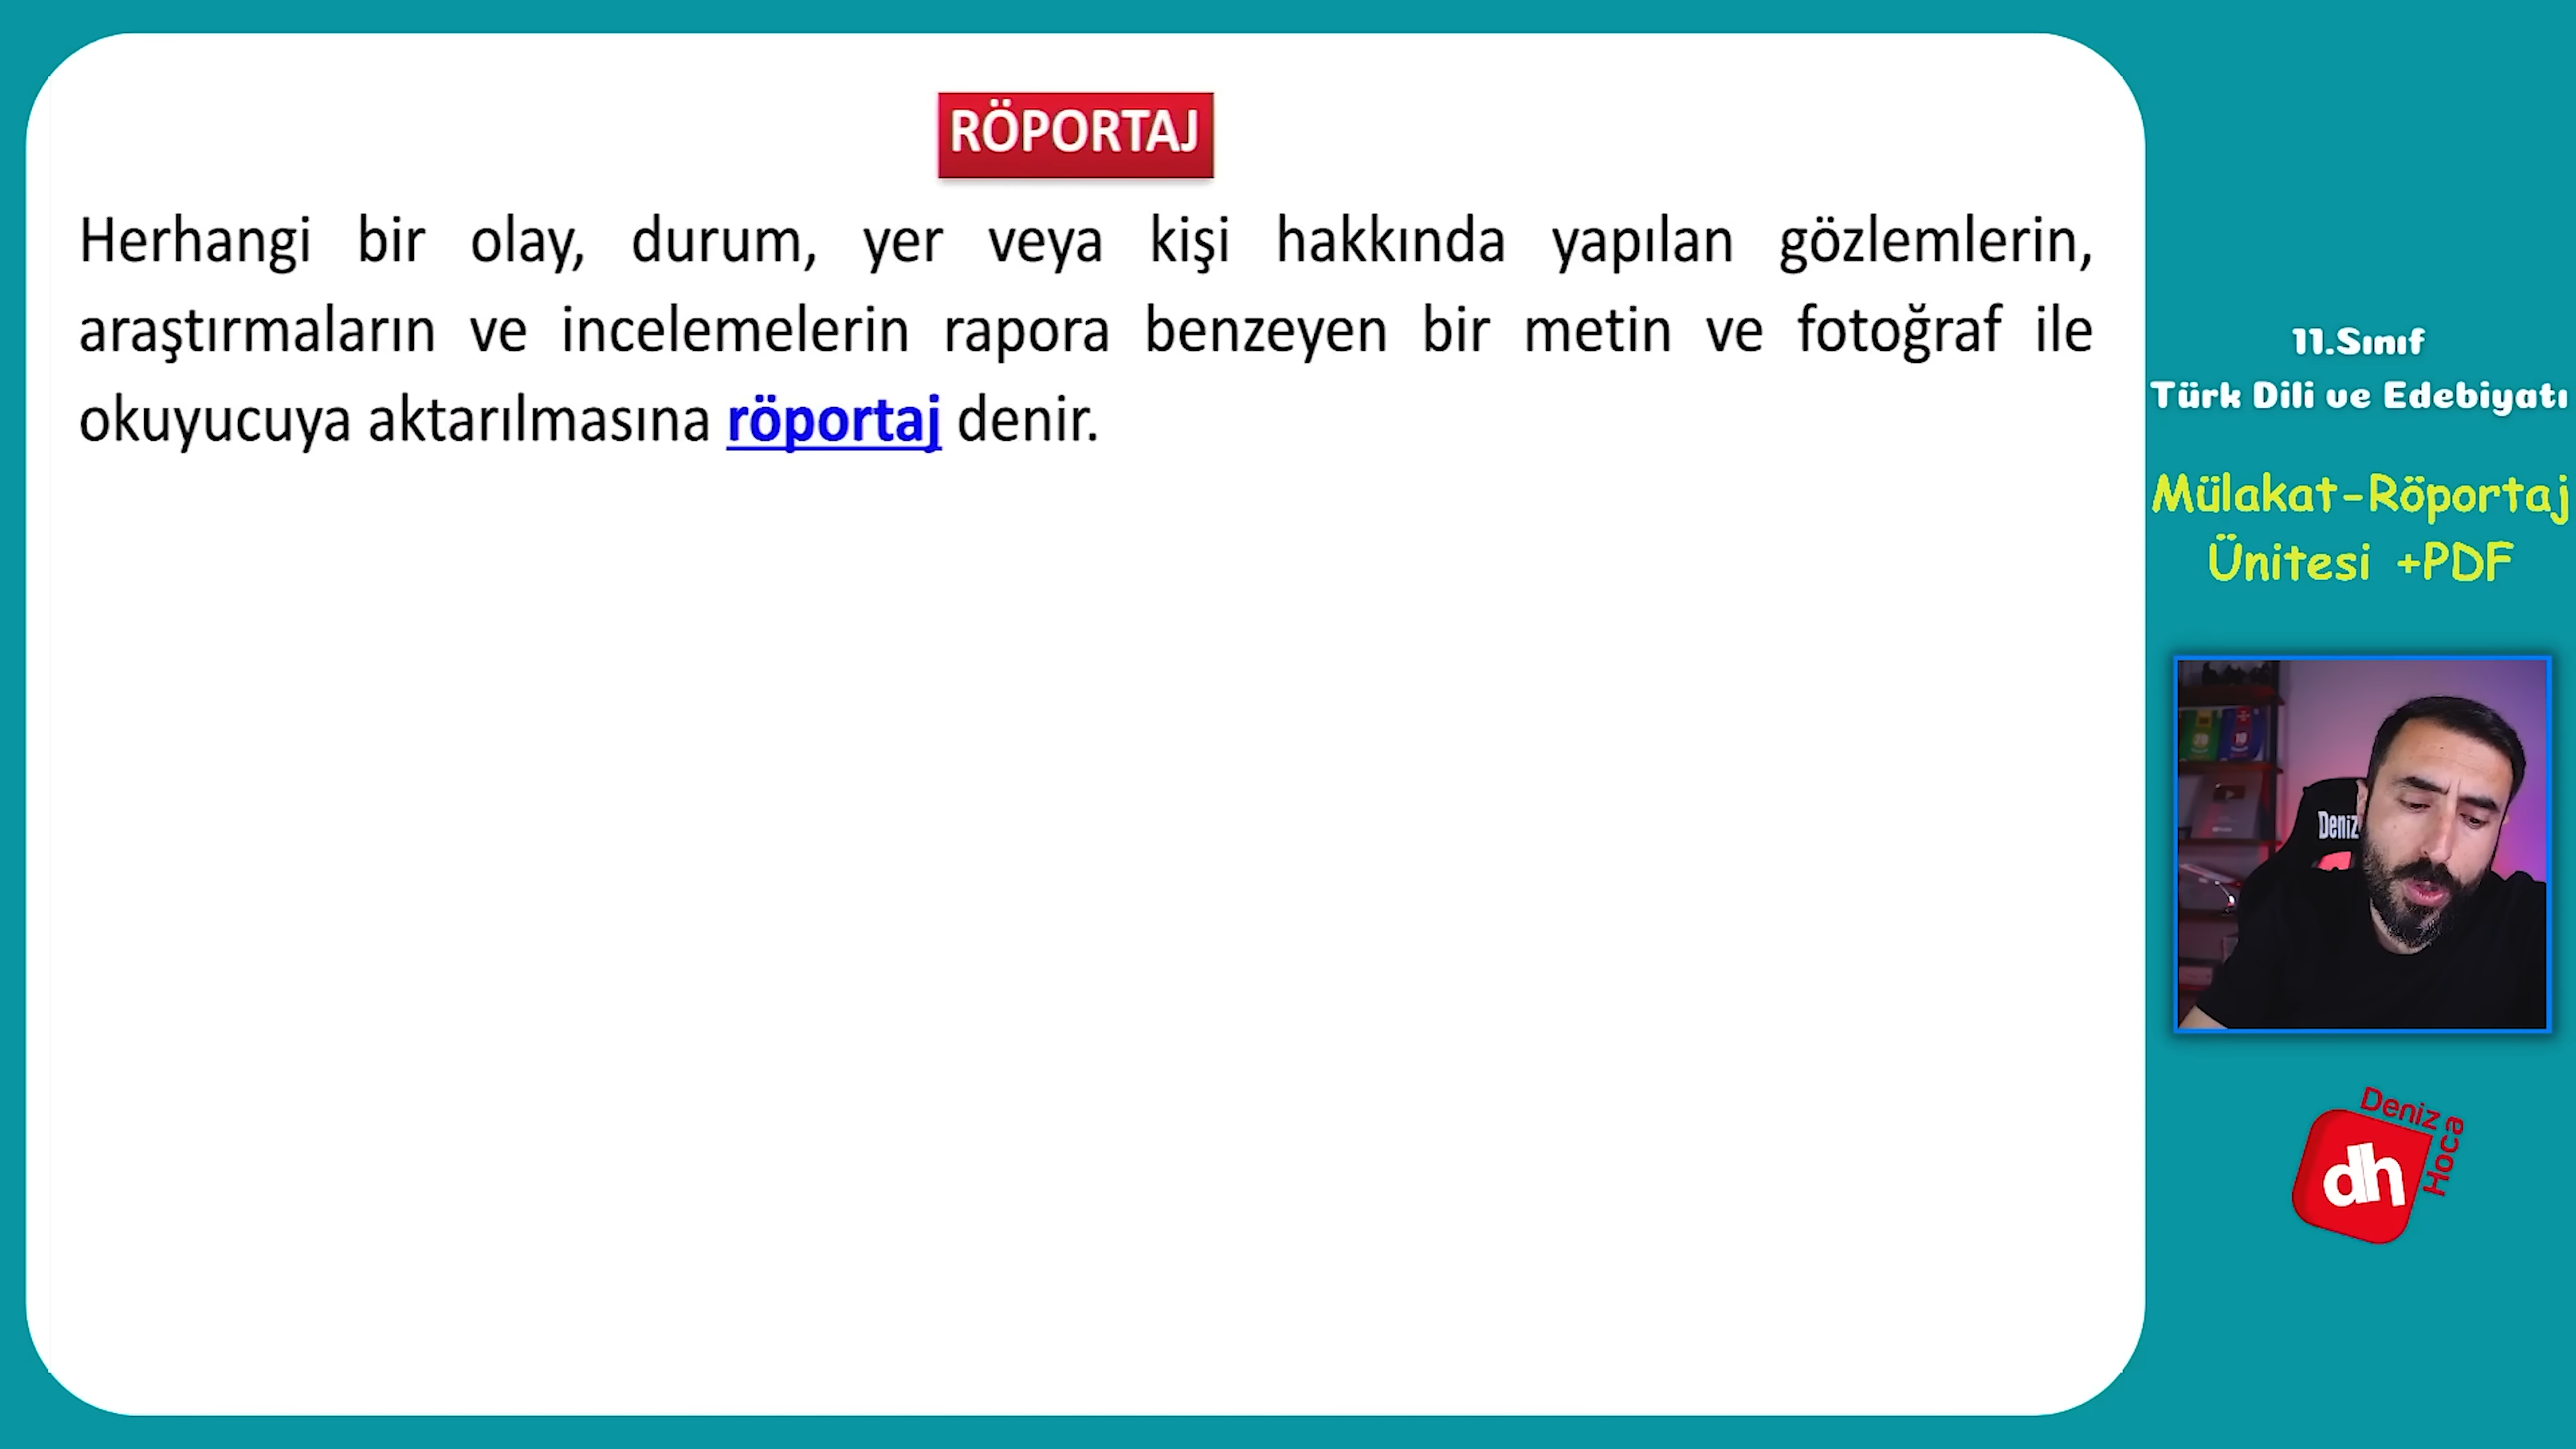 RÖPORTAJ
Herhangi bir olay, durum, yer veya kişi hakkında yapılan gözlemlerin,
araştırmaların ve incelemelerin rapora benzeyen bir metin ve fotoğraf ile
okuyucuya aktarılmasına röportaj denir.
11.Sınıf
Türk Dili ve Edebiyatı
Mülakat-Röportaj
Ünitesi +PDF
Deniz
Deniz
Hoca
dh